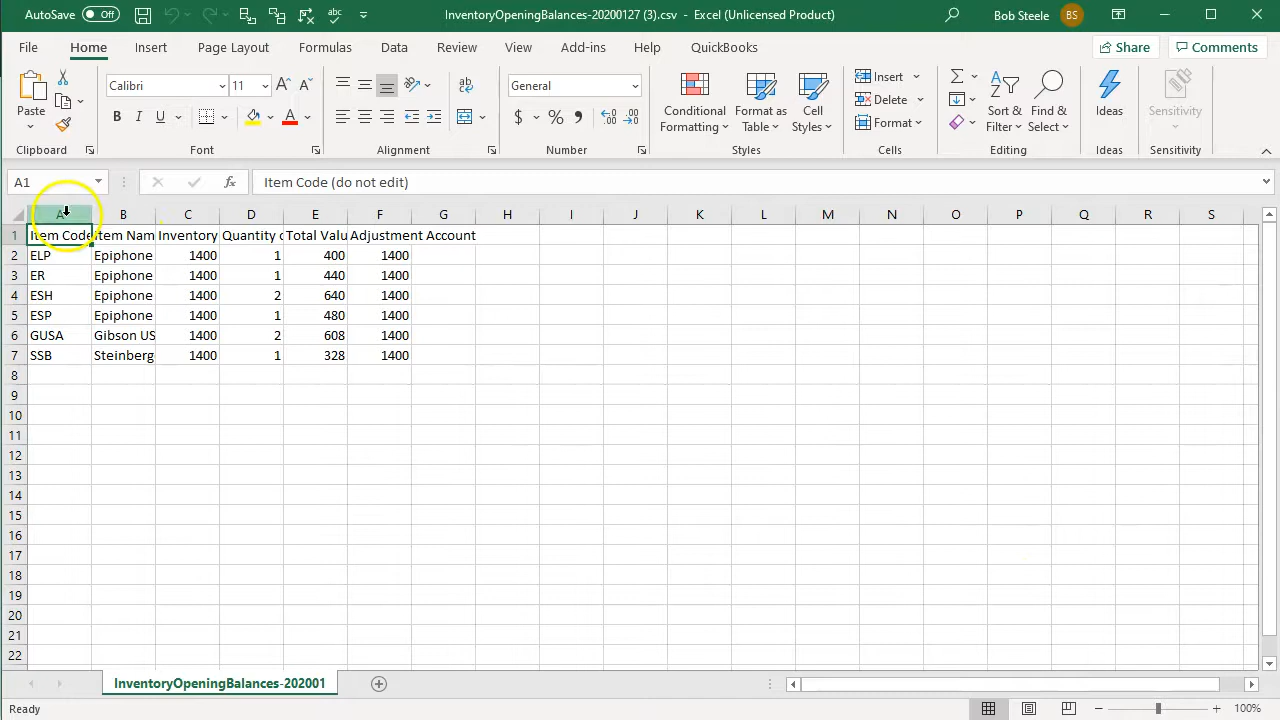 AutoSave Off InventoryOpeningBalances-20200127 (3).csv - Excel (Unlicensed Product) Bob Steele BS
File Home Insert Page Layout Formulas Data Review View Add-ins Help QuickBooks Share Comments
Paste Calibri 11 General Conditional Formatting Format as Table Cell Styles Insert Delete Format Sort & Filter Find & Select Ideas Sensitivity
Clipboard Font Alignment Number Styles Cells Editing Ideas Sensitivity
A1 Item Code (do not edit)
A B C D E F G H I J K L M N O P Q R S
1 Item Code Item Nam Inventory Quantity o Total Valu Adjustment Account
2 ELP Epiphone 1400 1 400 1400
3 ER Epiphone 1400 1 440 1400
4 ESH Epiphone 1400 2 640 1400
5 ESP Epiphone 1400 1 480 1400
6 GUSA Gibson US 1400 2 608 1400
7 SSB Steinberg 1400 1 328 1400
8
9
10
11
12
13
14
15
16
17
18
19
20
21
22
InventoryOpeningBalances-202001
Ready 100%